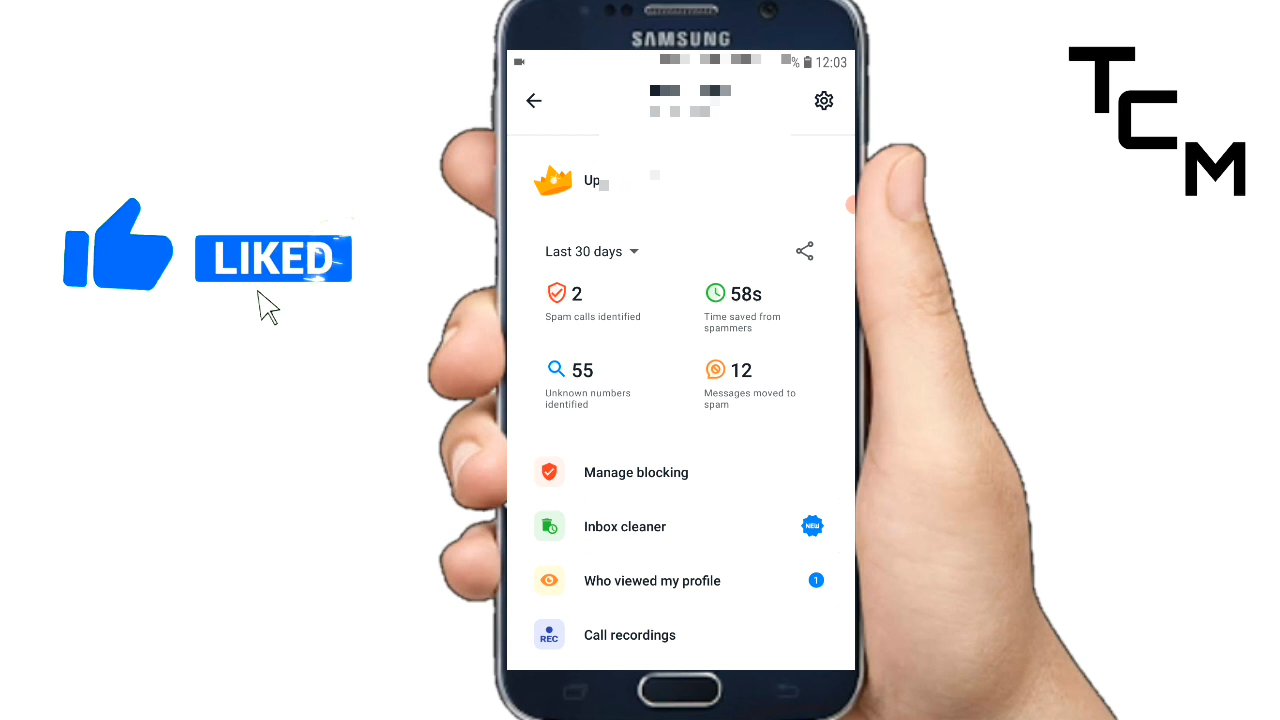 SAMSUNG
% 12:03
Up
Last 30 days
2
Spam calls identified
58s
Time saved from
spammers
55
Unknown numbers
identified
12
Messages moved to
spam
Manage blocking
Inbox cleaner
NEW
Who viewed my profile
1
REC
Call recordings
LIKED
TCM